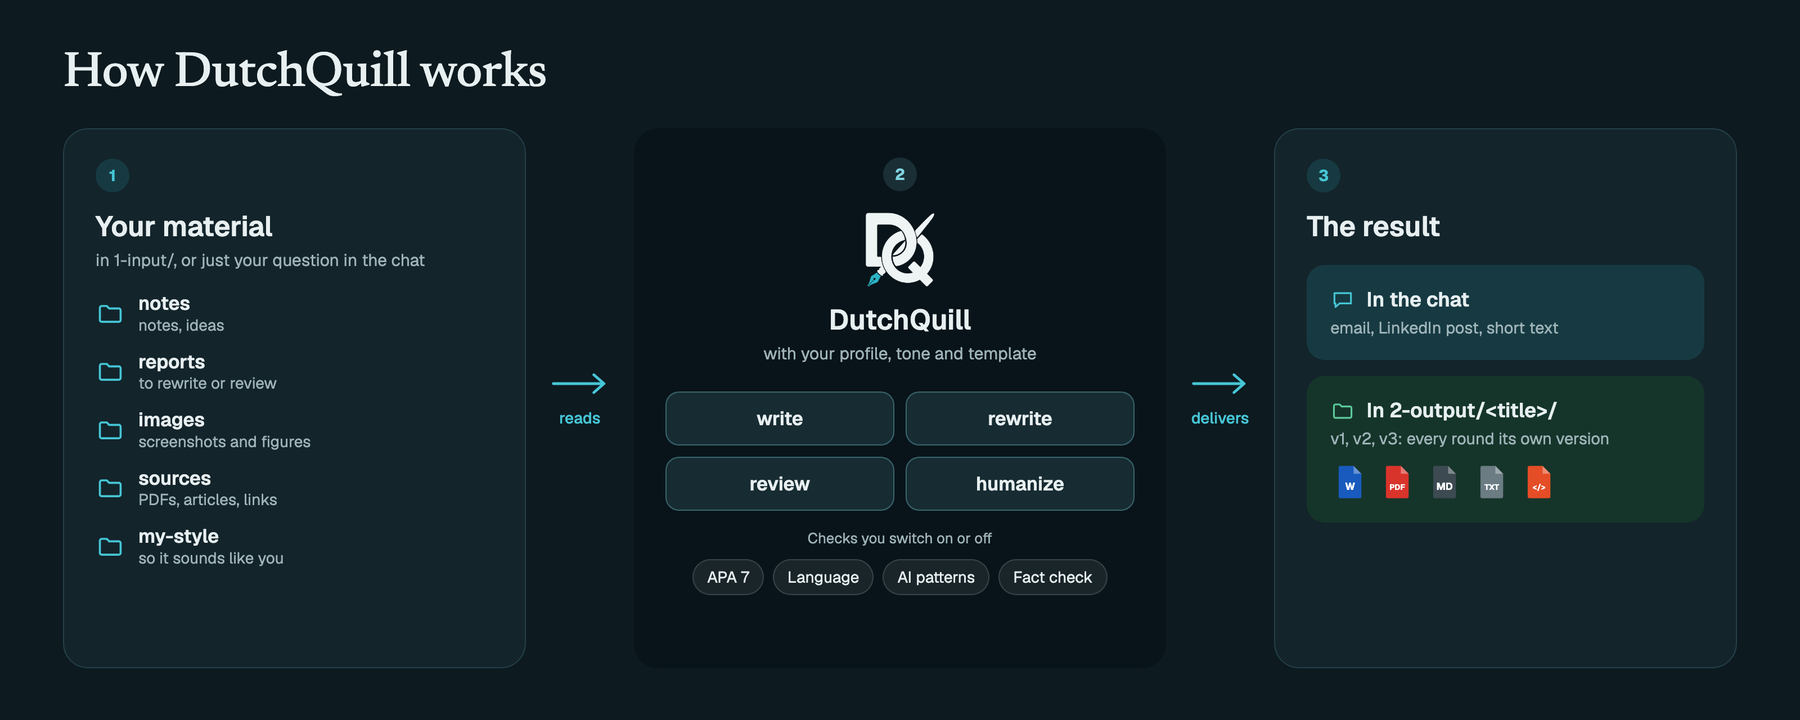 How DutchQuill works
1
Your material
in 1-input/, or just your question in the chat
notes
notes, ideas
reports
to rewrite or review
images
screenshots and figures
sources
PDFs, articles, links
my-style
so it sounds like you
reads
2
DQ
DutchQuill
with your profile, tone and template
write
rewrite
review
humanize
Checks you switch on or off
APA 7
Language
AI patterns
Fact check
delivers
3
The result
In the chat
email, LinkedIn post, short text
In 2-output/<title>/
v1, v2, v3: every round its own version
W
PDF
MD
TXT
</>